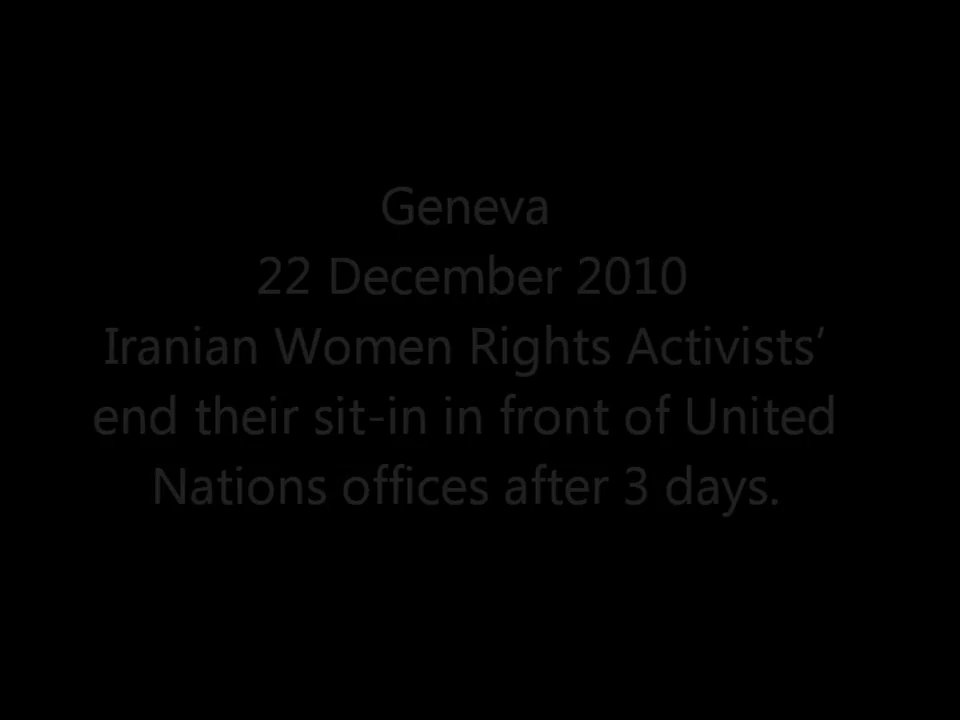 Geneva
22 December 2010
Iranian Women Rights Activists’
end their sit-in in front of United
Nations offices after 3 days.